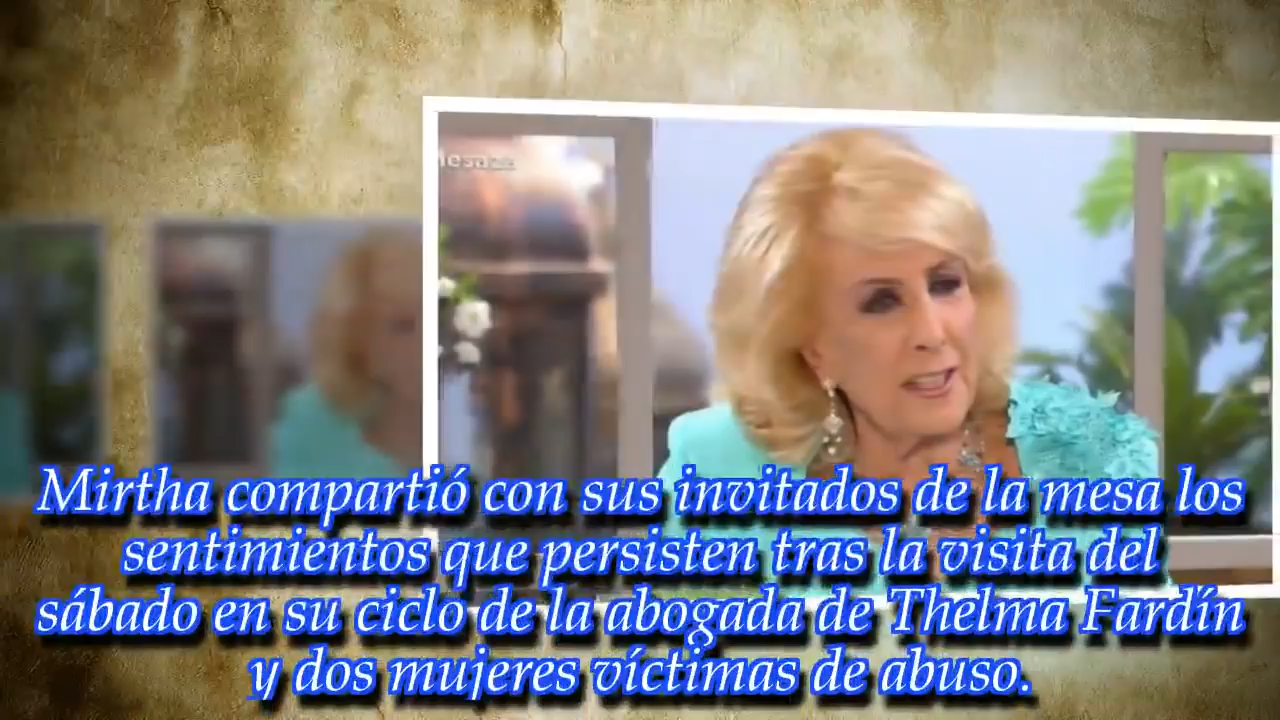 Mirtha compartió con sus invitados de la mesa los
sentimientos que persisten tras la visita del
sábado en su ciclo de la abogada de Thelma Fardín
y dos mujeres víctimas de abuso.